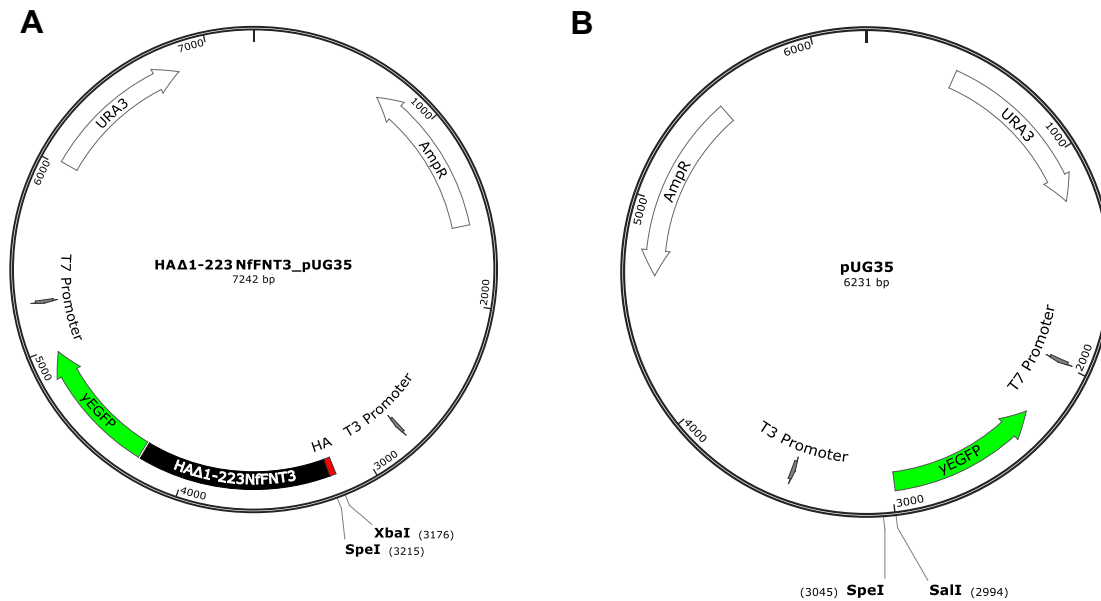 A
7000
URA3
1000
AmpR
6000
HAΔ1-223 NfFNT3_pUG35
7242 bp
T7 Promoter
2000
5000
yEGFP
HA
T3 Promoter
HAΔ1-223NfFNT3
3000
4000
XbaI (3176)
SpeI (3215)
B
6000
URA3
1000
AmpR
5000
pUG35
6231 bp
T7 Promoter
2000
4000
T3 Promoter
yEGFP
3000
(3045) SpeI
SalI (2994)